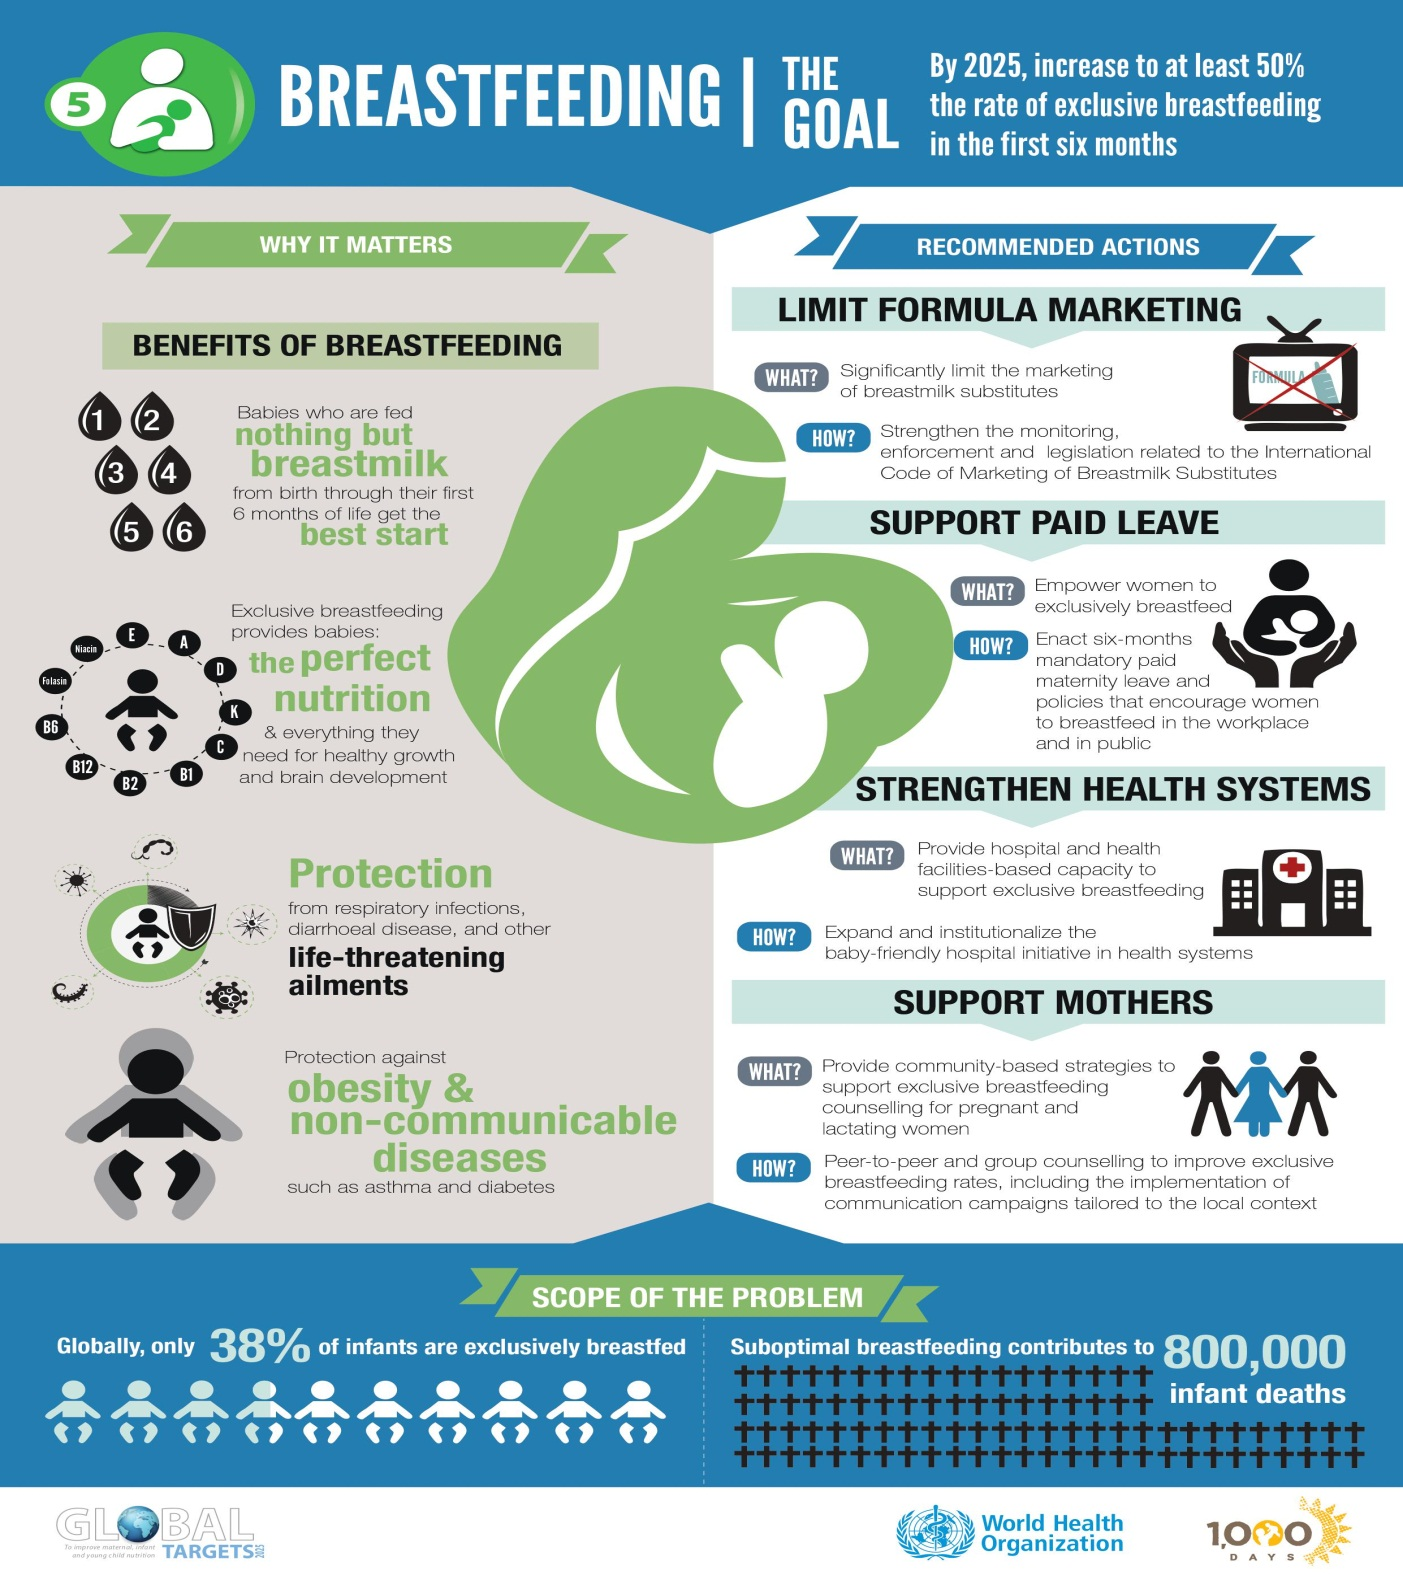 5
BREASTFEEDING
THE
GOAL
By 2025, increase to at least 50%
the rate of exclusive breastfeeding
in the first six months
WHY IT MATTERS
BENEFITS OF BREASTFEEDING
1 2
3 4
5 6
Babies who are fed
nothing but
breastmilk
from birth through their first
6 months of life get the
best start
E
A
D
K
C
B1
B2
B12
B6
Folasin
Niacin
Exclusive breastfeeding
provides babies:
the perfect
nutrition
& everything they
need for healthy growth
and brain development
Protection
from respiratory infections,
diarrhoeal disease, and other
life-threatening
ailments
Protection against
obesity &
non-communicable
diseases
such as asthma and diabetes
RECOMMENDED ACTIONS
LIMIT FORMULA MARKETING
WHAT?
Significantly limit the marketing
of breastmilk substitutes
FORMULA
HOW?
Strengthen the monitoring,
enforcement and legislation related to the International
Code of Marketing of Breastmilk Substitutes
SUPPORT PAID LEAVE
WHAT?
Empower women to
exclusively breastfeed
HOW?
Enact six-months
mandatory paid
maternity leave and
policies that encourage women
to breastfeed in the workplace
and in public
STRENGTHEN HEALTH SYSTEMS
WHAT?
Provide hospital and health
facilities-based capacity to
support exclusive breastfeeding
HOW?
Expand and institutionalize the
baby-friendly hospital initiative in health systems
SUPPORT MOTHERS
WHAT?
Provide community-based strategies to
support exclusive breastfeeding
counselling for pregnant and
lactating women
HOW?
Peer-to-peer and group counselling to improve exclusive
breastfeeding rates, including the implementation of
communication campaigns tailored to the local context
SCOPE OF THE PROBLEM
Globally, only 38% of infants are exclusively breastfed
Suboptimal breastfeeding contributes to 800,000
infant deaths
GLOBAL
To improve maternal, infant
and young child nutrition
TARGETS 2025
World Health
Organization
1,000
DAYS